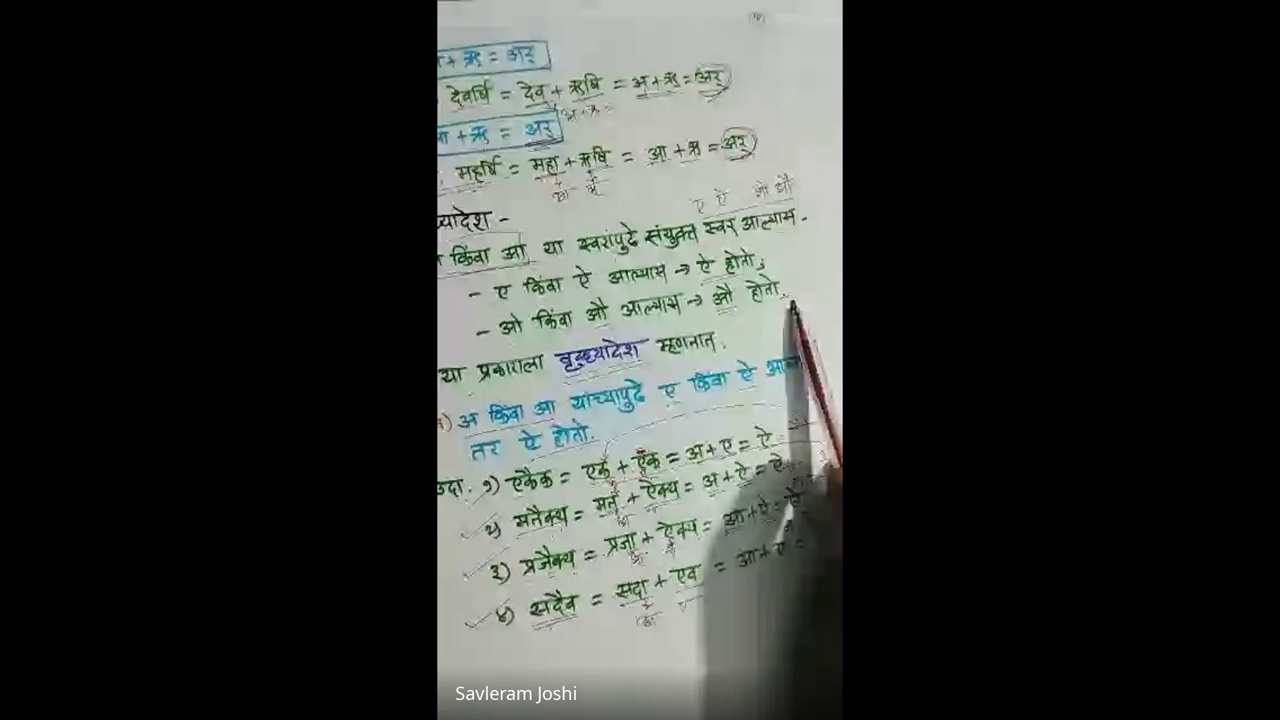 + ऋ = अर्
देवर्षि = देव + ऋषि = अ + ऋ = अर्
आ + ऋ = अर्
महर्षि = महा + ऋषि = आ + ऋ = अर्
ए ऐ ओ औ
ध्यादेश -
किंवा आ या स्वरांपुढे संयुक्त स्वर आल्यास -
- ए किंवा ऐ आल्यास → ऐ होतो,
- ओ किंवा औ आल्यास → औ होतो.
या प्रकाराला वृद्ध्यादेश म्हणतात.
अ किंवा आ यांच्यापुढे ए किंवा ऐ
तर ऐ होतो.
उदा. १) एकैक = एक + एक = अ + ए = ऐ
२) मतैक्य = मत + ऐक्य = अ + ऐ = ऐ
३) प्रजैक्य = प्रजा + ऐक्य = आ + ऐ = ऐ
४) सदैव = सदा + एव = आ + ए =
Savleram Joshi